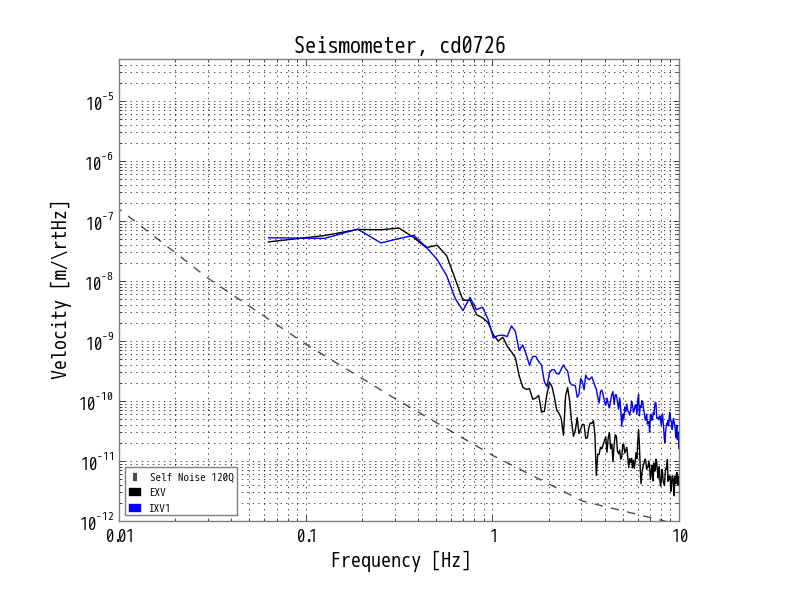 Seismometer, cd0726
Velocity [m/\rtHz]
10^-5
10^-6
10^-7
10^-8
10^-9
10^-10
10^-11
10^-12
Self Noise 120Q
EXV
IXV1
0.01
0.1
1
10
Frequency [Hz]